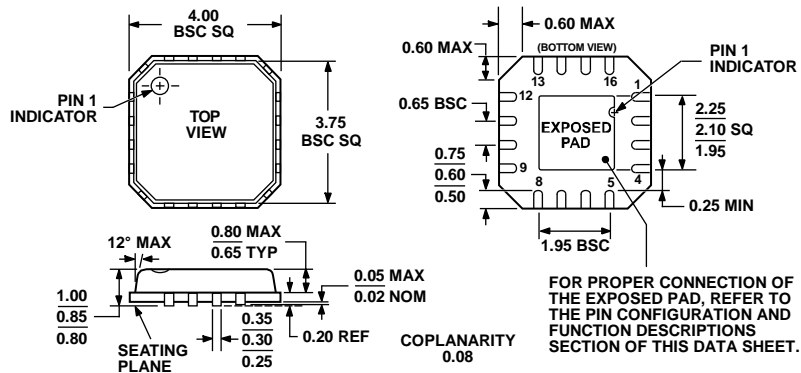 4.00
BSC SQ
PIN 1
INDICATOR
TOP
VIEW
3.75
BSC SQ
0.60 MAX
0.60 MAX
(BOTTOM VIEW)
PIN 1
INDICATOR
13
16
12
1
0.65 BSC
EXPOSED
PAD
2.25
2.10 SQ
1.95
0.75
0.60
0.50
9
4
8
5
0.25 MIN
1.95 BSC
12° MAX
0.80 MAX
0.65 TYP
0.05 MAX
0.02 NOM
1.00
0.85
0.80
SEATING
PLANE
0.35
0.30
0.25
0.20 REF
COPLANARITY
0.08
FOR PROPER CONNECTION OF
THE EXPOSED PAD, REFER TO
THE PIN CONFIGURATION AND
FUNCTION DESCRIPTIONS
SECTION OF THIS DATA SHEET.